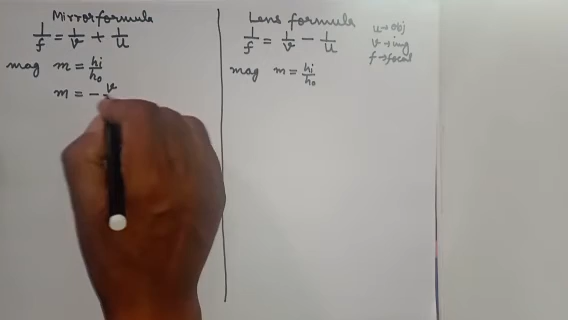 Mirror formula
1/f = 1/v + 1/u
mag m = hi/ho
m = - v
Lens formula
1/f = 1/v - 1/u
mag m = hi/ho
u → obj
v → img
f → focal